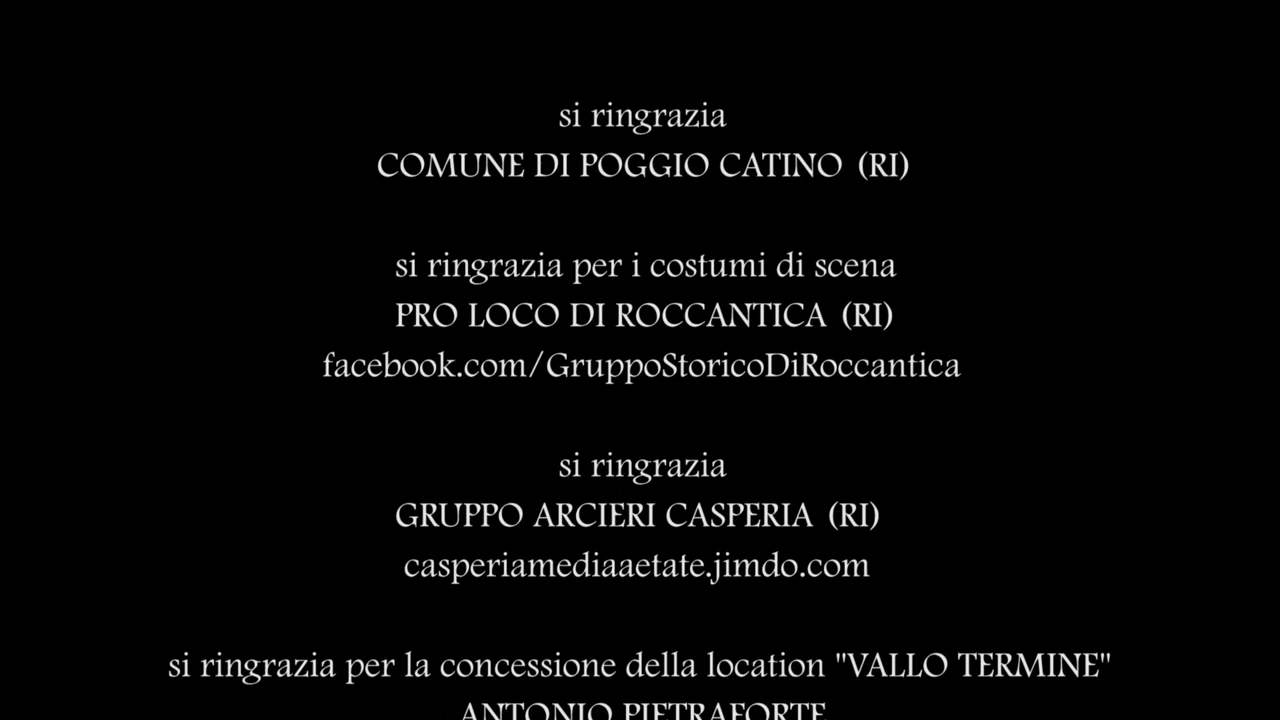 si ringrazia
COMUNE DI POGGIO CATINO (RI)
si ringrazia per i costumi di scena
PRO LOCO DI ROCCANTICA (RI)
facebook.com/GruppoStoricoDiRoccantica
si ringrazia
GRUPPO ARCIERI CASPERIA (RI)
casperiamediaaetate.jimdo.com
si ringrazia per la concessione della location "VALLO TERMINE"
ANTONIO PIETRAFORTE